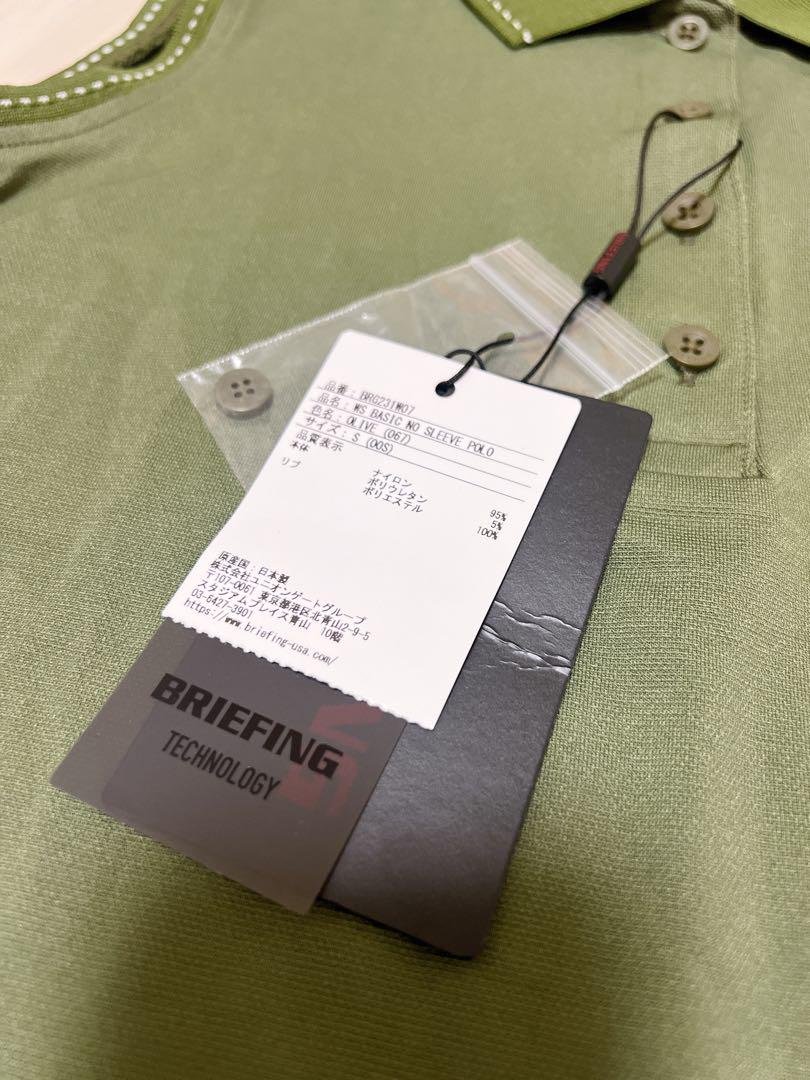 品番：BRG231W07
品名：WS BASIC NO SLEEVE POLO
色名：OLIVE (067)
サイズ：S (00S)
品質表示
本体
ナイロン 95%
ポリウレタン 5%
リブ ポリエステル 100%
原産国：日本製
株式会社ユニオンゲートグループ
〒107-0061 東京都港区北青山2-9-5
スタジアムプレイス青山 10階
03-6427-3901
https://www.briefing-usa.com/
BRIEFING
TECHNOLOGY